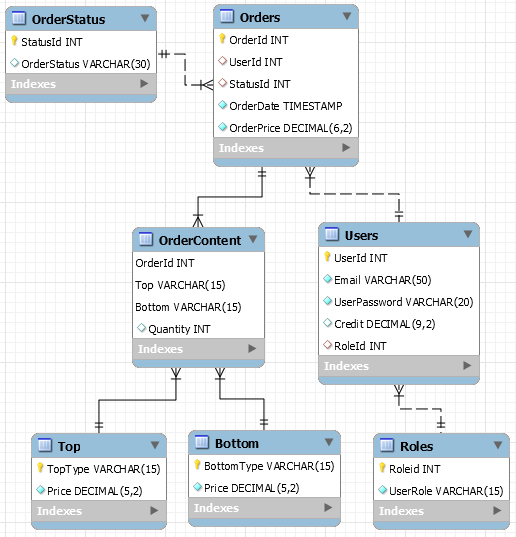 OrderStatus
StatusId INT
OrderStatus VARCHAR(30)
Indexes
Orders
OrderId INT
UserId INT
StatusId INT
OrderDate TIMESTAMP
OrderPrice DECIMAL(6,2)
Indexes
OrderContent
OrderId INT
Top VARCHAR(15)
Bottom VARCHAR(15)
Quantity INT
Indexes
Users
UserId INT
Email VARCHAR(50)
UserPassword VARCHAR(20)
Credit DECIMAL(9,2)
RoleId INT
Indexes
Top
TopType VARCHAR(15)
Price DECIMAL(5,2)
Indexes
Bottom
BottomType VARCHAR(15)
Price DECIMAL(5,2)
Indexes
Roles
Roleid INT
UserRole VARCHAR(15)
Indexes